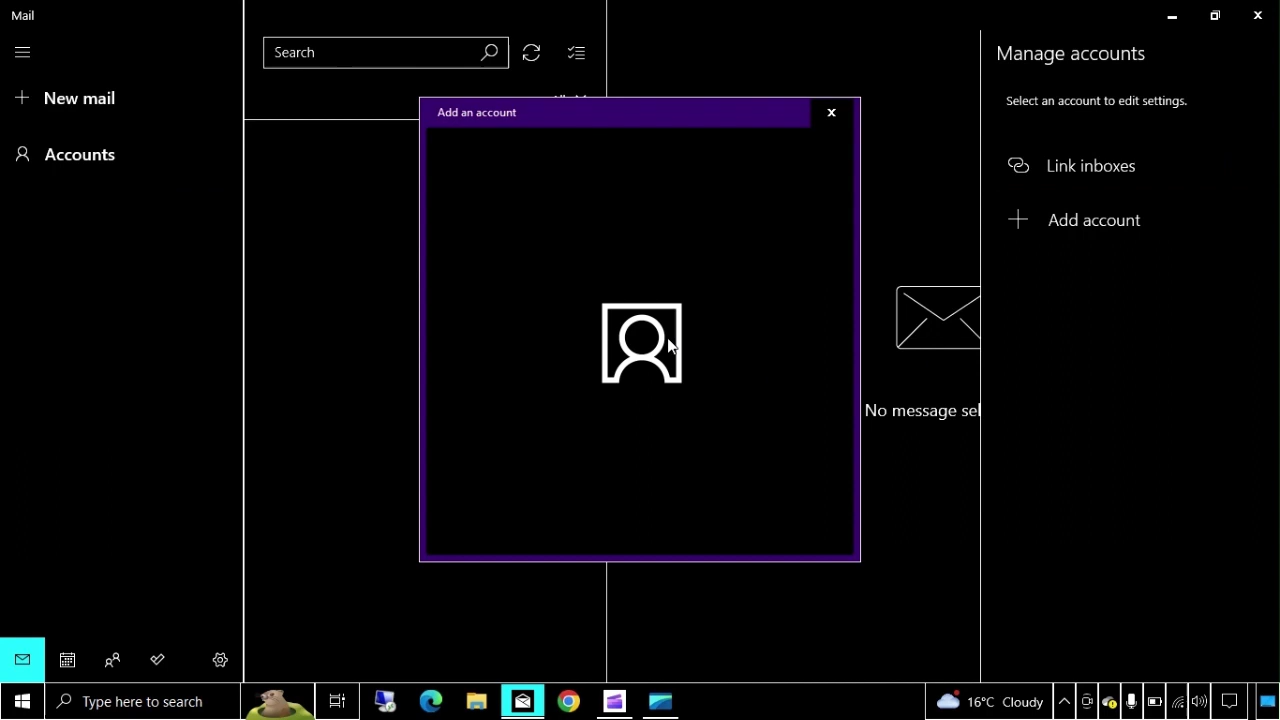 Mail
Search
New mail
Accounts
Add an account
Manage accounts
Select an account to edit settings.
Link inboxes
Add account
No message sel
Type here to search
16°C Cloudy